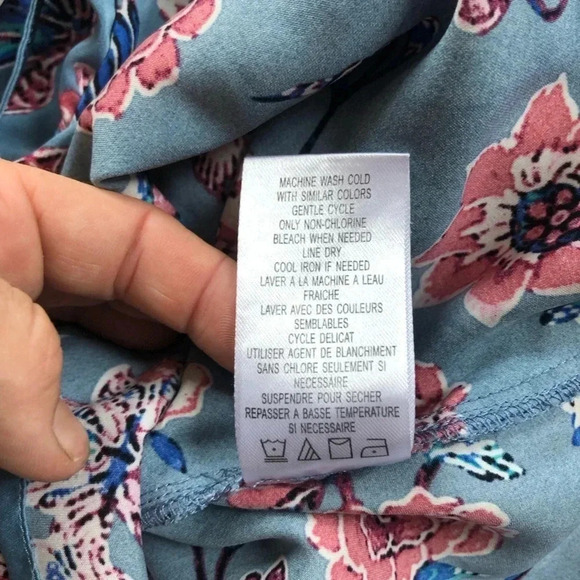 MACHINE WASH COLD
WITH SIMILAR COLORS
GENTLE CYCLE
ONLY NON-CHLORINE
BLEACH WHEN NEEDED
LINE DRY
COOL IRON IF NEEDED
LAVER A LA MACHINE A LEAU
FRAICHE
LAVER AVEC DES COULEURS
SEMBLABLES
CYCLE DELICAT
UTILISER AGENT DE BLANCHIMENT
SANS CHLORE SEULEMENT SI
NECESSAIRE
SUSPENDRE POUR SECHER
REPASSER A BASSE TEMPERATURE
SI NECESSAIRE